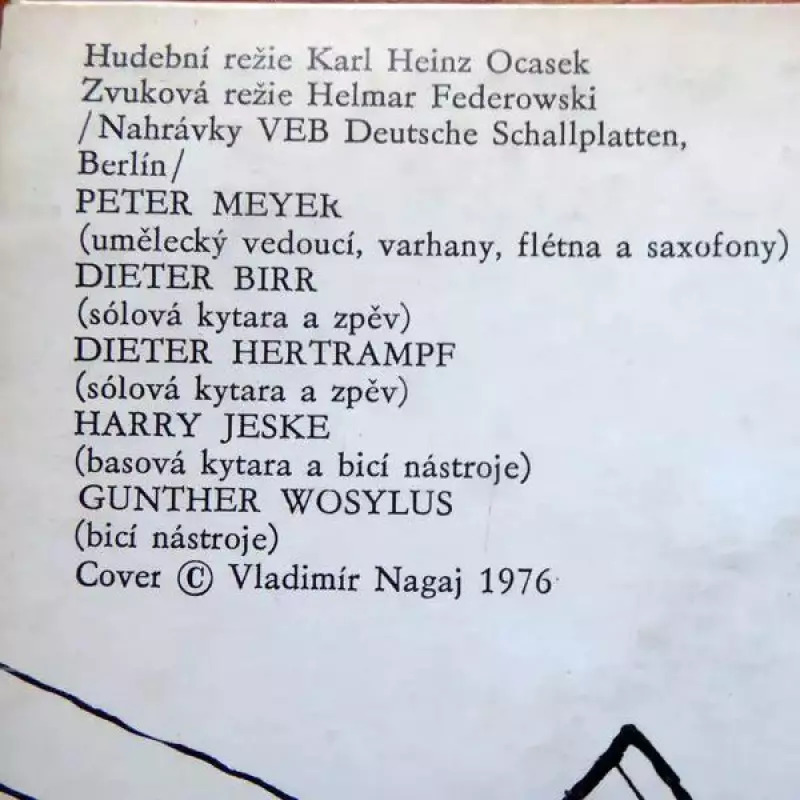 Hudební režie Karl Heinz Ocasek
Zvuková režie Helmar Federowski
/Nahrávky VEB Deutsche Schallplatten,
Berlín/
PETER MEYER
(umělecký vedoucí, varhany, flétna a saxofony)
DIETER BIRR
(sólová kytara a zpěv)
DIETER HERTRAMPF
(sólová kytara a zpěv)
HARRY JESKE
(basová kytara a bicí nástroje)
GUNTHER WOSYLUS
(bicí nástroje)
Cover © Vladimír Nagaj 1976